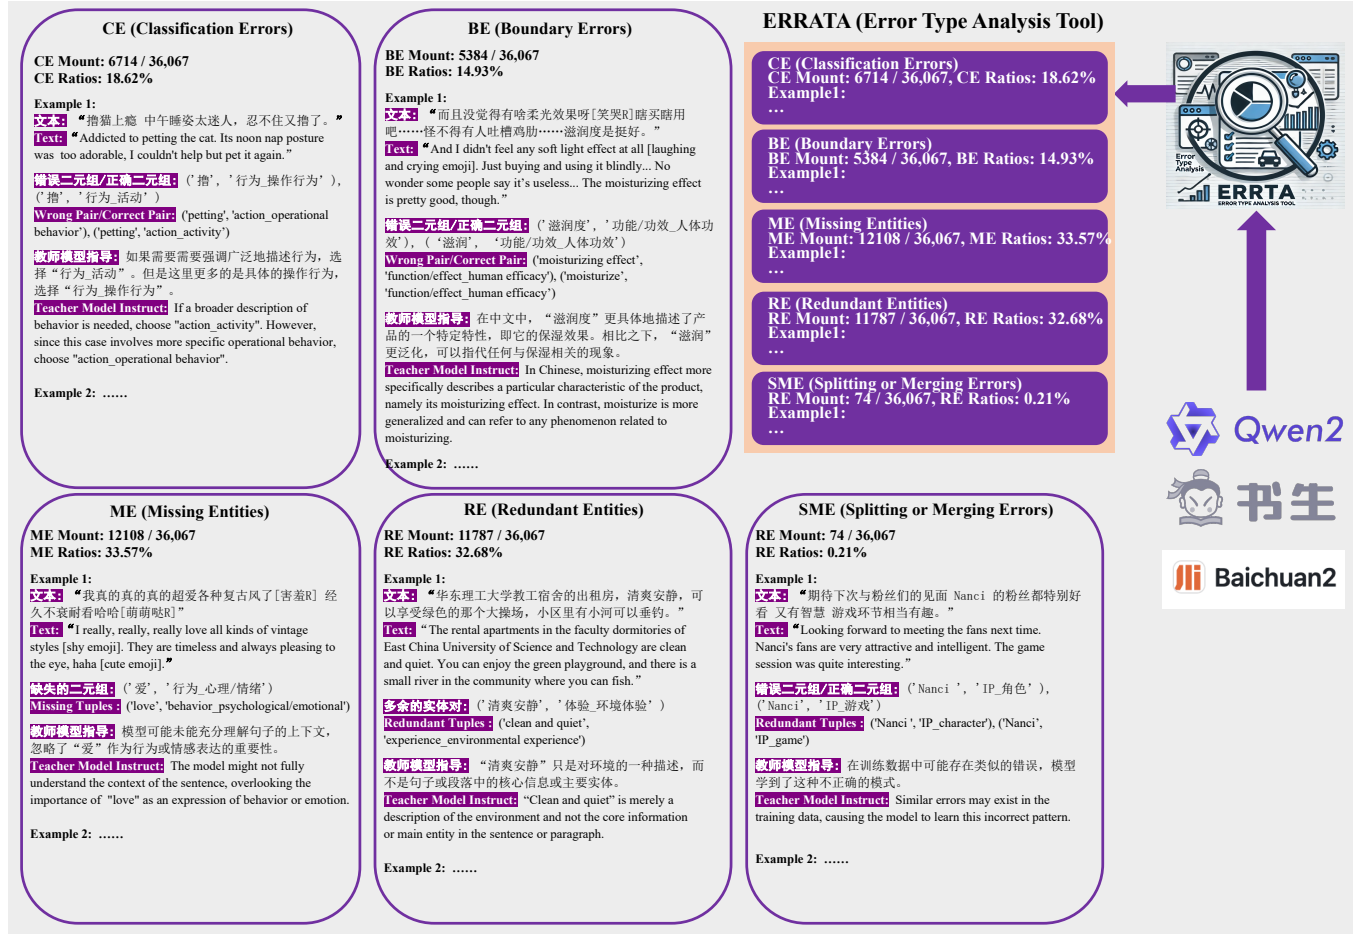 CE (Classification Errors)
CE Mount: 6714 / 36,067
CE Ratios: 18.62%
Example 1:
文本: “撸猫上瘾 中午睡姿太迷人，忍不住又撸了。”
Text: “Addicted to petting the cat. Its noon nap posture
was too adorable, I couldn't help but pet it again.”
错误二元组/正确二元组: ('撸', '行为_操作行为'),
('撸', '行为_活动')
Wrong Pair/Correct Pair: ('petting', 'action_operational
behavior'), ('petting', 'action_activity')
教师模型指导: 如果需要需要强调广泛地描述行为，选
择“行为_活动”。但是这里更多的是具体的操作行为，
选择“行为_操作行为”。
Teacher Model Instruct: If a broader description of
behavior is needed, choose "action_activity". However,
since this case involves more specific operational behavior,
choose "action_operational behavior".
Example 2: ……
BE (Boundary Errors)
BE Mount: 5384 / 36,067
BE Ratios: 14.93%
Example 1:
文本: “而且没觉得有啥柔光效果呀[笑哭R]瞎买瞎用
吧……怪不得有人吐槽鸡肋……滋润度是挺好。”
Text: “And I didn't feel any soft light effect at all [laughing
and crying emoji]. Just buying and using it blindly... No
wonder some people say it’s useless... The moisturizing effect
is pretty good, though.”
错误二元组/正确二元组: ('滋润度', '功能/功效_人体功
效'), (‘滋润', ‘功能/功效_人体功效')
Wrong Pair/Correct Pair: ('moisturizing effect’,
'function/effect_human efficacy'), ('moisturize’,
'function/effect_human efficacy’)
教师模型指导: 在中文中，“滋润度”更具体地描述了产
品的一个特定特性，即它的保湿效果。相比之下，“滋润”
更泛化，可以指代任何与保湿相关的现象。
Teacher Model Instruct: In Chinese, moisturizing effect more
specifically describes a particular characteristic of the product,
namely its moisturizing effect. In contrast, moisturize is more
generalized and can refer to any phenomenon related to
moisturizing.
Example 2: ……
ERRATA (Error Type Analysis Tool)
CE (Classification Errors)
CE Mount: 6714 / 36,067, CE Ratios: 18.62%
Example1:
…
BE (Boundary Errors)
BE Mount: 5384 / 36,067, BE Ratios: 14.93%
Example1:
…
ME (Missing Entities)
ME Mount: 12108 / 36,067, ME Ratios: 33.57%
Example1:
…
RE (Redundant Entities)
RE Mount: 11787 / 36,067, RE Ratios: 32.68%
Example1:
…
SME (Splitting or Merging Errors)
RE Mount: 74 / 36,067, RE Ratios: 0.21%
Example1:
…
Error
Type
Analysis
ERRTA
ERROR TYPE ANALYSIS TOOL
Qwen2
书生
Baichuan2
ME (Missing Entities)
ME Mount: 12108 / 36,067
ME Ratios: 33.57%
Example 1:
文本: “我真的真的真的超爱各种复古风了[害羞R] 经
久不衰耐看哈哈[萌萌哒R]”
Text: “I really, really, really love all kinds of vintage
styles [shy emoji]. They are timeless and always pleasing to
the eye, haha [cute emoji].”
缺失的二元组: ('爱', '行为_心理/情绪')
Missing Tuples : ('love', 'behavior_psychological/emotional')
教师模型指导: 模型可能未能充分理解句子的上下文，
忽略了“爱”作为行为或情感表达的重要性。
Teacher Model Instruct: The model might not fully
understand the context of the sentence, overlooking the
importance of "love" as an expression of behavior or emotion.
Example 2: ……
RE (Redundant Entities)
RE Mount: 11787 / 36,067
RE Ratios: 32.68%
Example 1:
文本: “华东理工大学教工宿舍的出租房，清爽安静，可
以享受绿色的那个大操场，小区里有小河可以垂钓。”
Text: “The rental apartments in the faculty dormitories of
East China University of Science and Technology are clean
and quiet. You can enjoy the green playground, and there is a
small river in the community where you can fish.”
多余的实体对: ('清爽安静', '体验_环境体验')
Redundant Tuples : ('clean and quiet’,
'experience_environmental experience')
教师模型指导: “清爽安静”只是对环境的一种描述，而
不是句子或段落中的核心信息或主要实体。
Teacher Model Instruct: “Clean and quiet” is merely a
description of the environment and not the core information
or main entity in the sentence or paragraph.
Example 2: ……
SME (Splitting or Merging Errors)
RE Mount: 74 / 36,067
RE Ratios: 0.21%
Example 1:
文本: “期待下次与粉丝们的见面 Nanci 的粉丝都特别好
看 又有智慧 游戏环节相当有趣。”
Text: “Looking forward to meeting the fans next time.
Nanci's fans are very attractive and intelligent. The game
session was quite interesting.”
错误二元组/正确二元组: ('Nanci ', 'IP_角色’),
('Nanci', 'IP_游戏')
Redundant Tuples : ('Nanci ', 'IP_character'), ('Nanci’,
'IP_game')
教师模型指导: 在训练数据中可能存在类似的错误，模型
学到了这种不正确的模式。
Teacher Model Instruct: Similar errors may exist in the
training data, causing the model to learn this incorrect pattern.
Example 2: ……